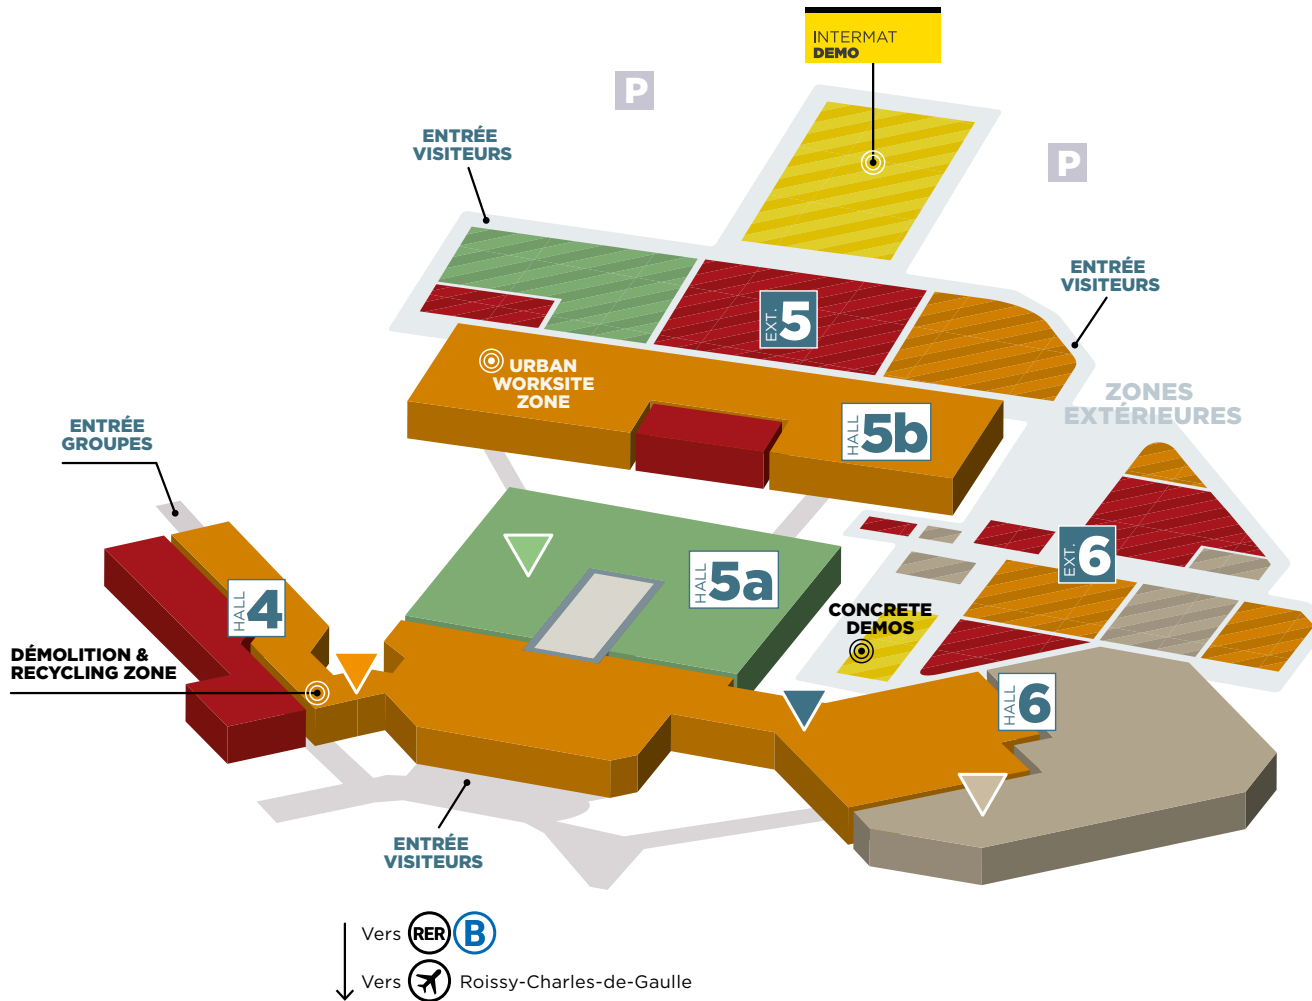 INTERMAT
DEMO
P
P
ENTRÉE
VISITEURS
ENTRÉE
VISITEURS
EXT. 5
URBAN
WORKSITE
ZONE
HALL 5b
ZONES
EXTÉRIEURES
ENTRÉE
GROUPES
HALL 5a
EXT. 6
HALL 4
CONCRETE
DEMOS
DÉMOLITION &
RECYCLING ZONE
HALL 6
ENTRÉE
VISITEURS
Vers RER B
Vers Roissy-Charles-de-Gaulle